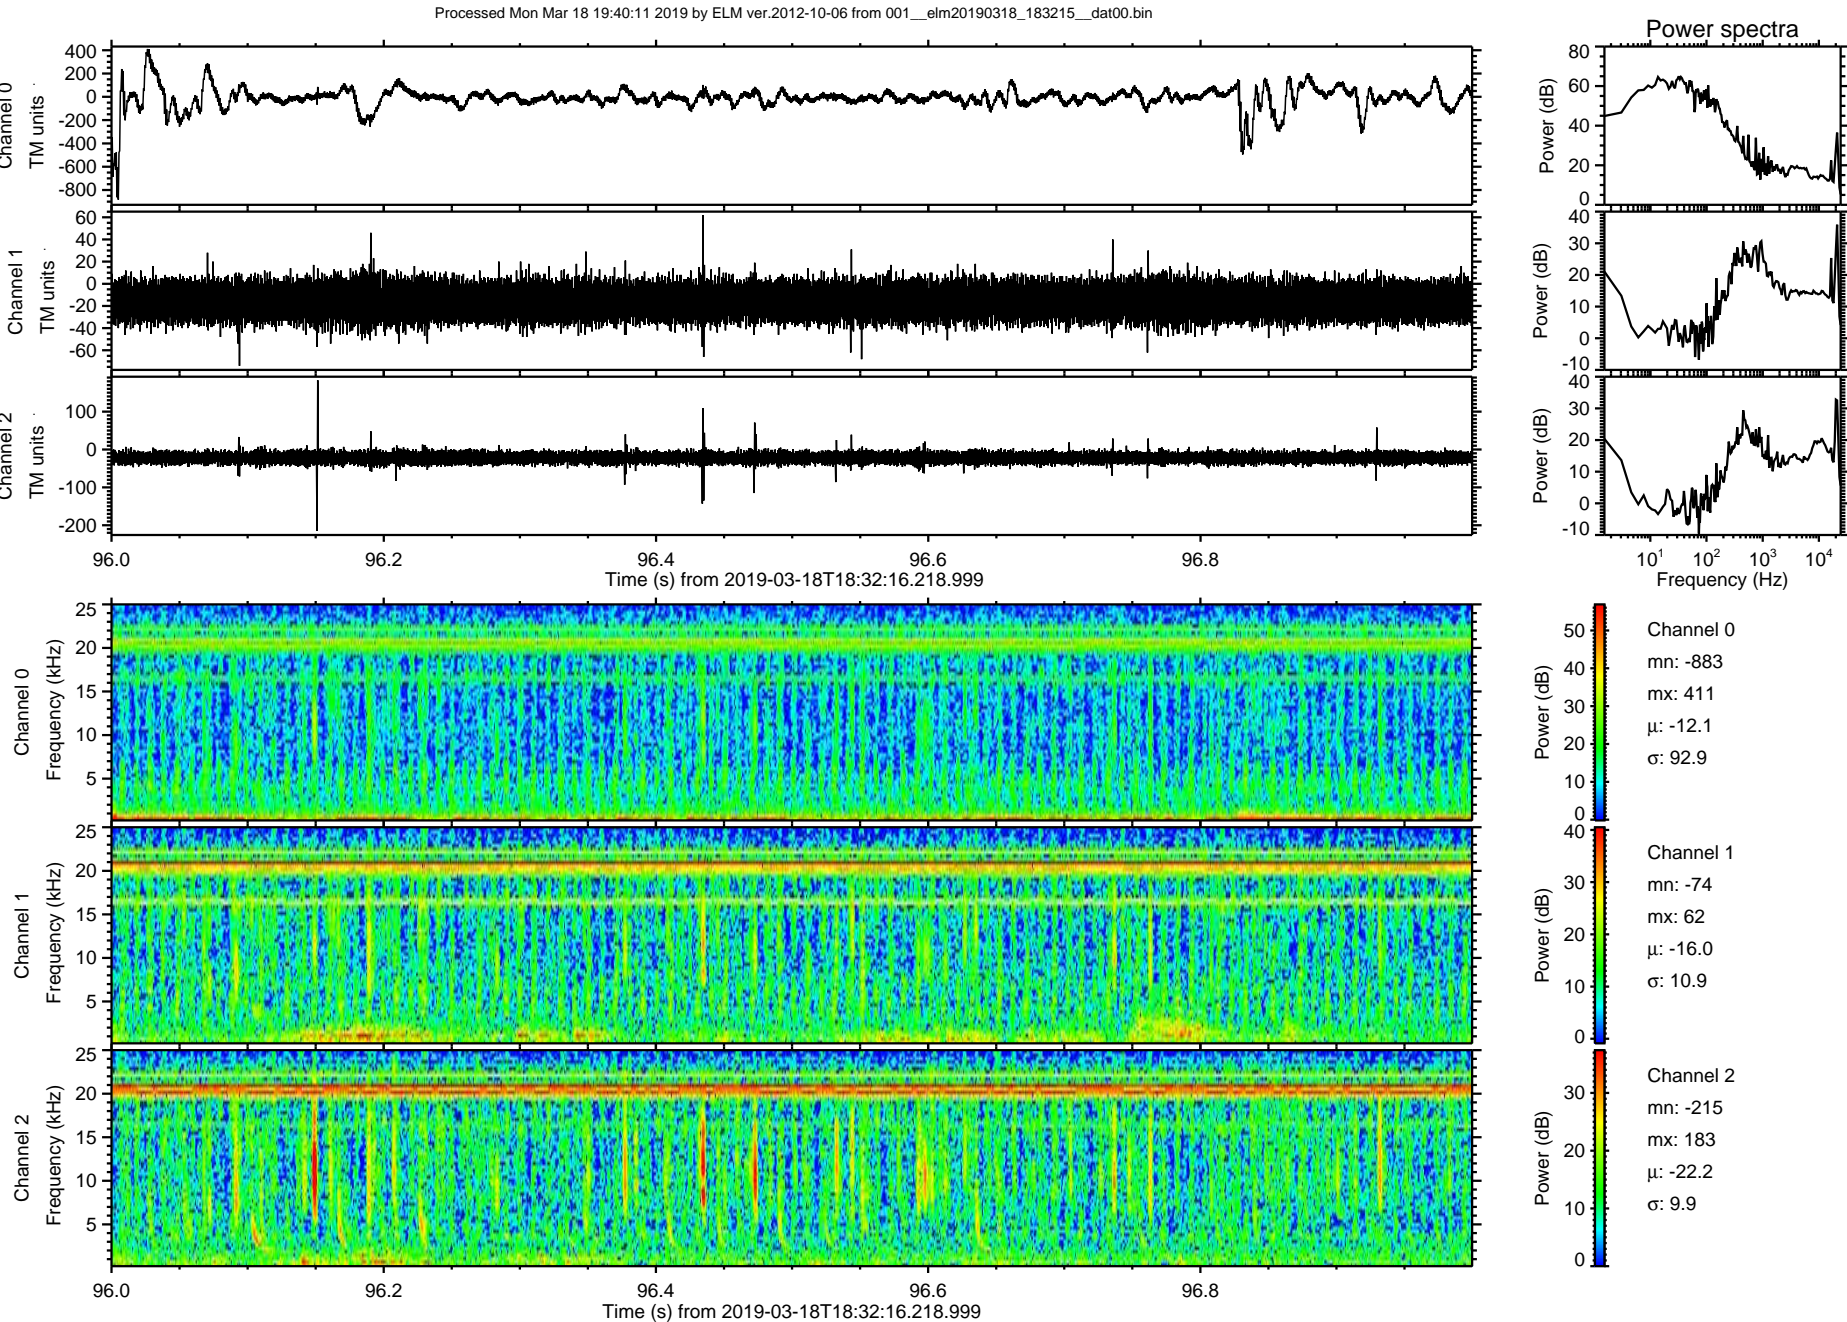 Processed Mon Mar 18 19:40:11 2019 by ELM ver.2012-10-06 from 001__elm20190318_183215__dat00.bin
Power spectra
Channel 0
TM units
400
200
0
-200
-400
-600
-800
Power (dB)
80
60
40
20
0
Channel 1
TM units
60
40
20
0
-20
-40
-60
Power (dB)
40
30
20
10
0
-10
Channel 2
TM units
100
0
-100
-200
Power (dB)
40
30
20
10
0
-10
96.0 96.2 96.4 96.6 96.8
Time (s) from 2019-03-18T18:32:16.218.999
10^1 10^2 10^3 10^4
Frequency (Hz)
Channel 0
Frequency (kHz)
25
20
15
10
5
Power (dB)
50
40
30
20
10
0
Channel 0
mn: -883
mx: 411
μ: -12.1
σ: 92.9
Channel 1
Frequency (kHz)
25
20
15
10
5
Power (dB)
40
30
20
10
0
Channel 1
mn: -74
mx: 62
μ: -16.0
σ: 10.9
Channel 2
Frequency (kHz)
25
20
15
10
5
Power (dB)
30
20
10
0
Channel 2
mn: -215
mx: 183
μ: -22.2
σ: 9.9
96.0 96.2 96.4 96.6 96.8
Time (s) from 2019-03-18T18:32:16.218.999